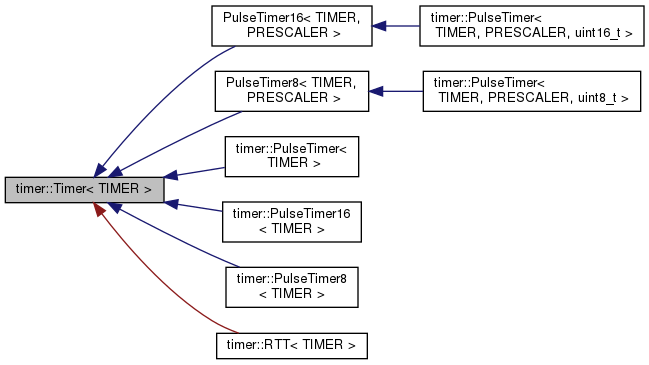 PulseTimer16< TIMER,
PRESCALER >
timer::PulseTimer<
TIMER, PRESCALER, uint16_t >
PulseTimer8< TIMER,
PRESCALER >
timer::PulseTimer<
TIMER, PRESCALER, uint8_t >
timer::PulseTimer<
TIMER >
timer::Timer< TIMER >
timer::PulseTimer16
< TIMER >
timer::PulseTimer8
< TIMER >
timer::RTT< TIMER >